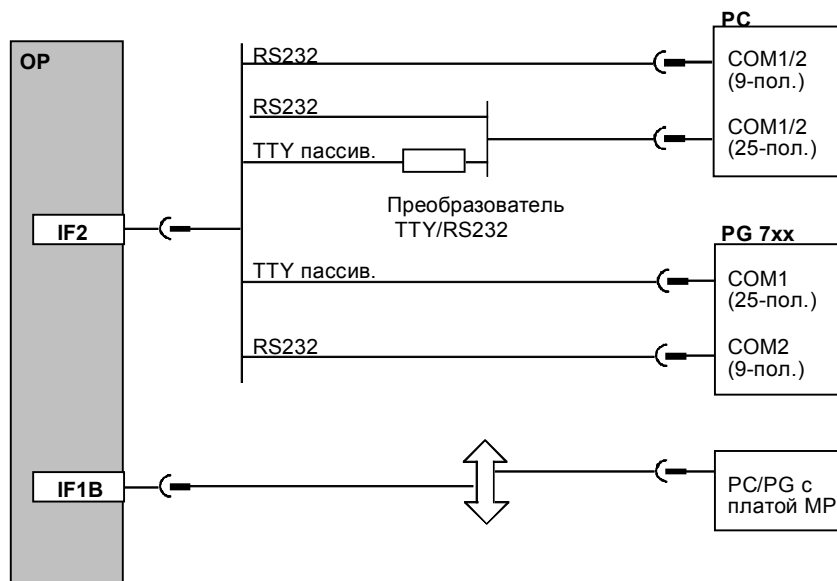 PC
OP
RS232
COM1/2
(9-пол.)
RS232
COM1/2
(25-пол.)
TTY пассив.
Преобразователь
TTY/RS232
IF2
PG 7xx
TTY пассив.
COM1
(25-пол.)
RS232
COM2
(9-пол.)
IF1B
PC/PG с
платой MP